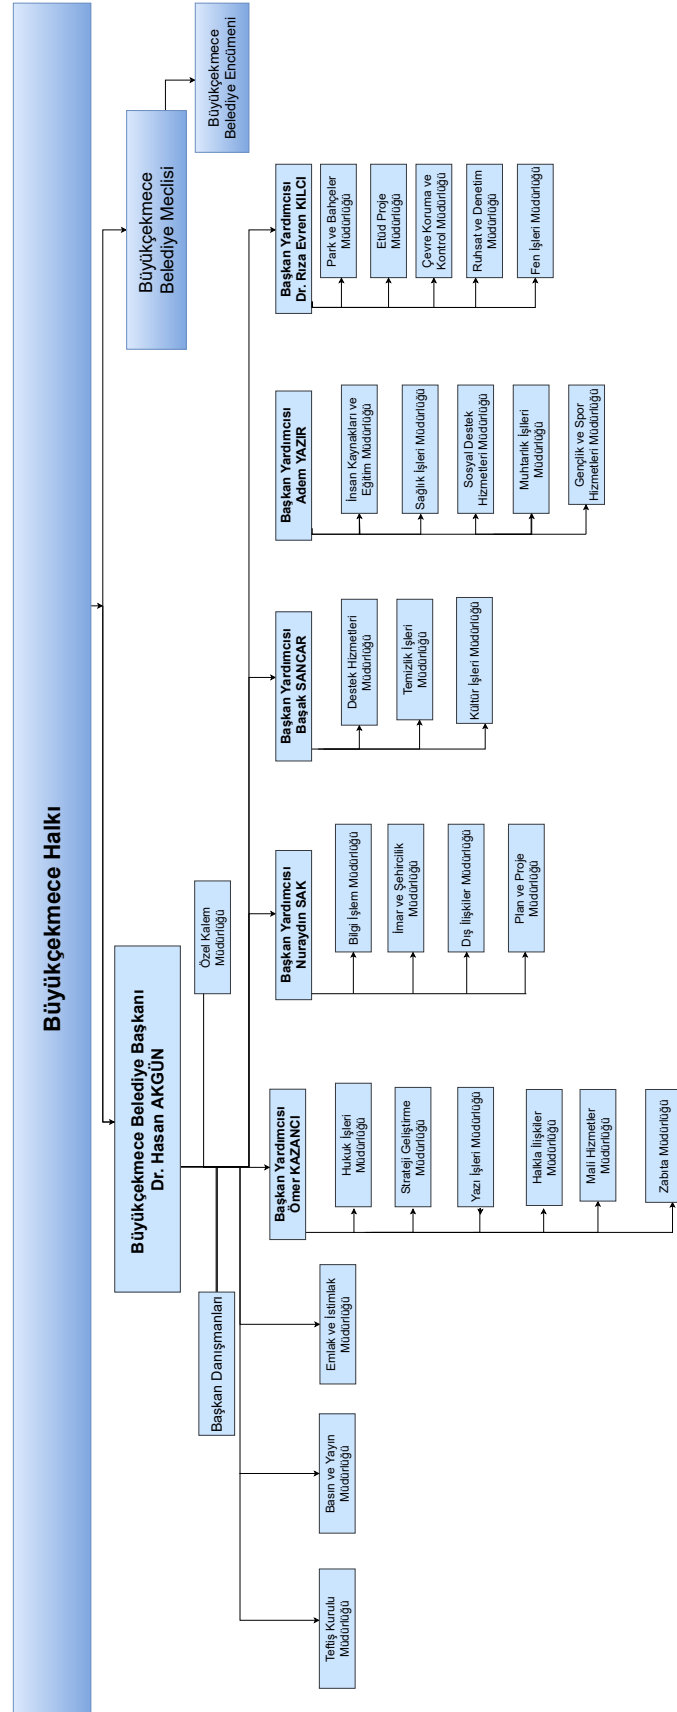 Büyükçekmece Halkı
Büyükçekmece Belediye Başkanı
Dr. Hasan AKGÜN
Büyükçekmece
Belediye Meclisi
Büyükçekmece
Belediye Encümeni
Özel Kalem
Müdürlüğü
Başkan Danışmanları
Teftiş Kurulu
Müdürlüğü
Basın ve Yayın
Müdürlüğü
Emlak ve İstimlak
Müdürlüğü
Başkan Yardımcısı
Ömer KAZANCI
Hukuk İşleri
Müdürlüğü
Strateji Geliştirme
Müdürlüğü
Yazı İşleri Müdürlüğü
Halkla İlişkiler
Müdürlüğü
Mali Hizmetler
Müdürlüğü
Zabıta Müdürlüğü
Başkan Yardımcısı
Nuraydın SAK
Bilgi İşlem Müdürlüğü
İmar ve Şehircilik
Müdürlüğü
Dış İlişkiler Müdürlüğü
Plan ve Proje
Müdürlüğü
Başkan Yardımcısı
Başak SANCAR
Destek Hizmetleri
Müdürlüğü
Temizlik İşleri
Müdürlüğü
Kültür İşleri Müdürlüğü
Başkan Yardımcısı
Adem YAZIR
İnsan Kaynakları ve
Eğitim Müdürlüğü
Sağlık İşleri Müdürlüğü
Sosyal Destek
Hizmetleri Müdürlüğü
Muhtarlık İşlileri
Müdürlüğü
Gençlik ve Spor
Hizmetleri Müdürlüğü
Başkan Yardımcısı
Dr. Rıza Evren KILCI
Park ve Bahçeler
Müdürlüğü
Etüd Proje
Müdürlüğü
Çevre Koruma ve
Kontrol Müdürlüğü
Ruhsat ve Denetim
Müdürlüğü
Fen İşleri Müdürlüğü